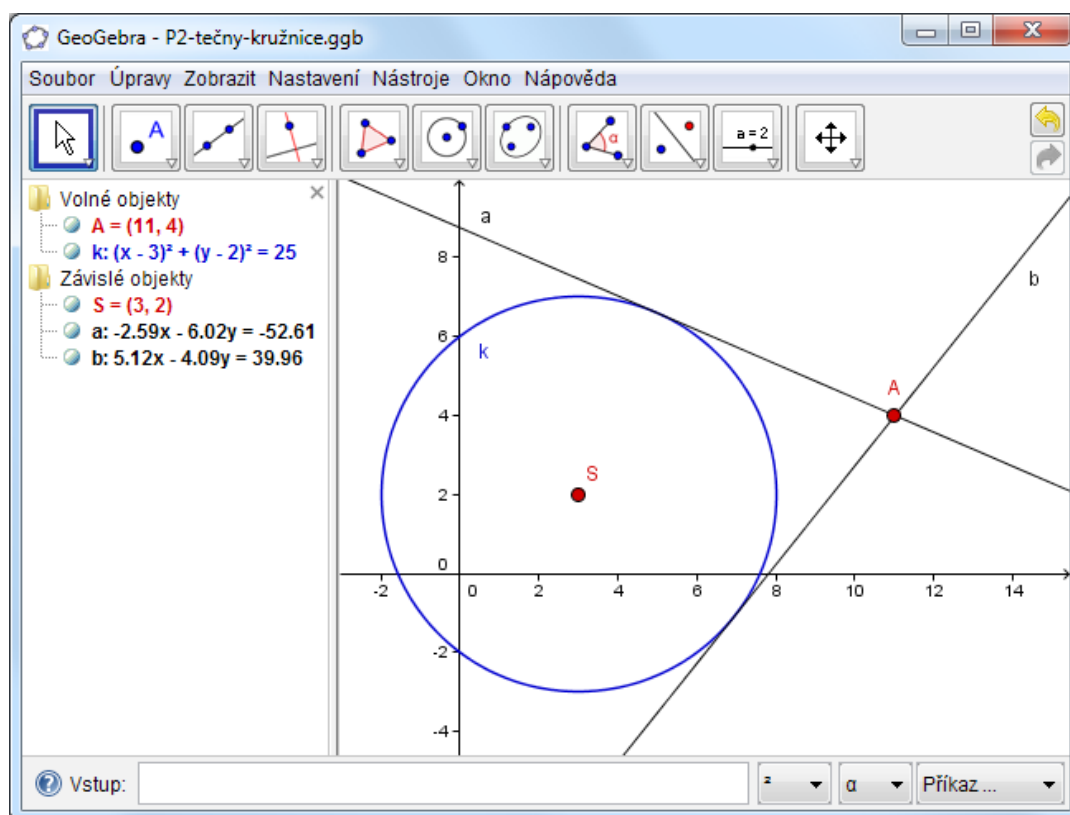 GeoGebra - P2-tečny-kružnice.ggb
Soubor Úpravy Zobrazit Nastavení Nástroje Okno Nápověda
A
α
a = 2
Volné objekty
A = (11, 4)
k: (x - 3)² + (y - 2)² = 25
Závislé objekty
S = (3, 2)
a: -2.59x - 6.02y = -52.61
b: 5.12x - 4.09y = 39.96
a
8
b
6
k
A
4
S
2
0
-2 0 2 4 6 8 10 12 14
-2
-4
Vstup: ² α Příkaz ...